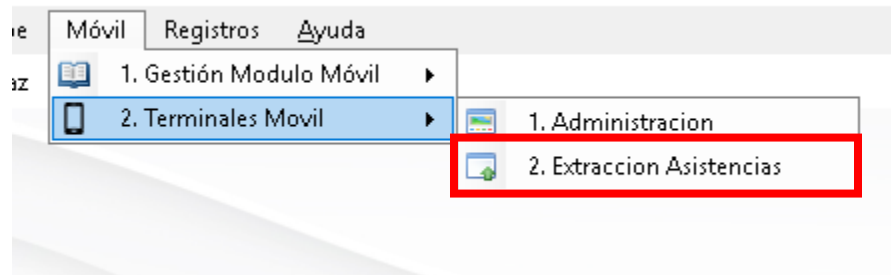 Móvil Registros Ayuda
1. Gestión Modulo Móvil
2. Terminales Movil
1. Administracion
2. Extraccion Asistencias